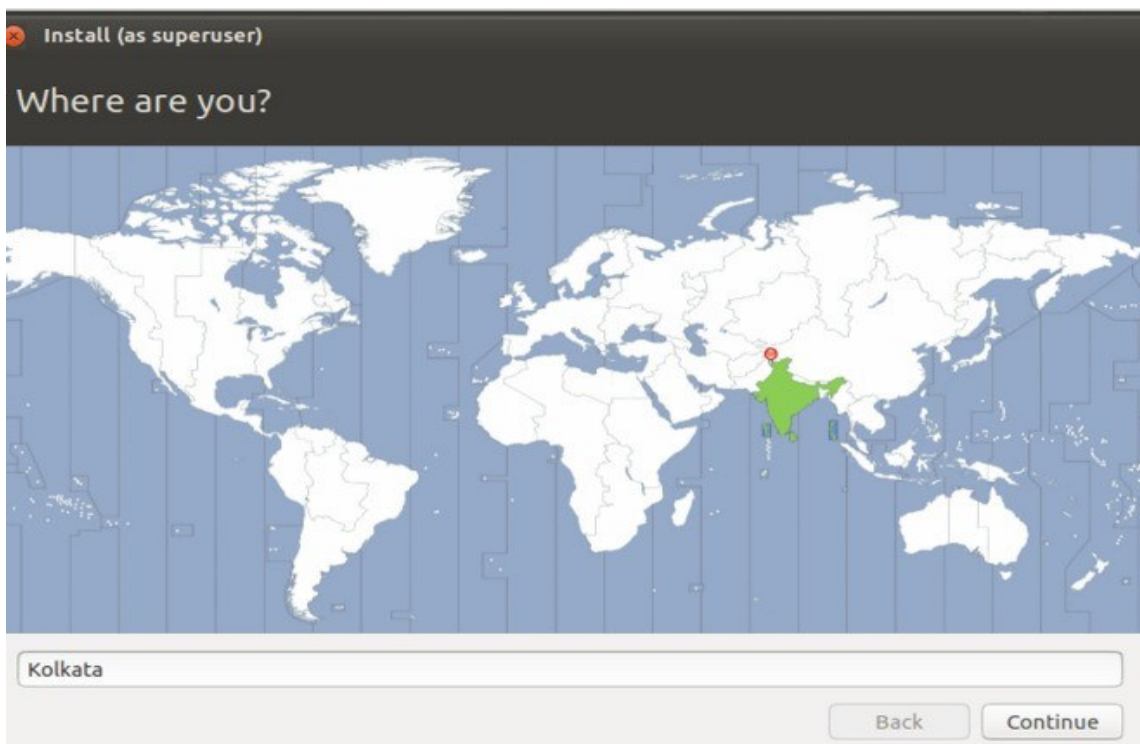 Install (as superuser)
Where are you?
Kolkata
Back
Continue